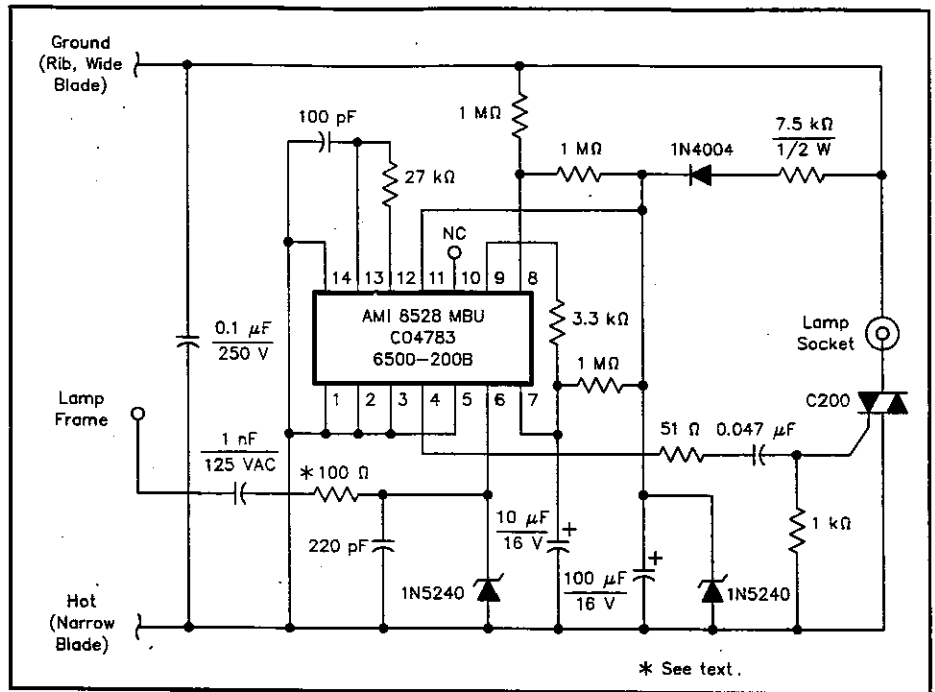 Ground
(Rib, Wide
Blade)
100 pF
1 MΩ
1 MΩ
1N4004
7.5 kΩ
1/2 W
27 kΩ
NC
14 13 12 11 10 9 8
AMI 8528 MBU
CO4783
6500-200B
1 2 3 4 5 6 7
3.3 kΩ
1 MΩ
0.1 µF
250 V
Lamp
Socket
C200
Lamp
Frame
1 nF
125 VAC
*100 Ω
51 Ω
0.047 µF
220 pF
10 µF
16 V
+
1 kΩ
1N5240
100 µF
16 V
+
1N5240
Hot
(Narrow
Blade)
* See text.